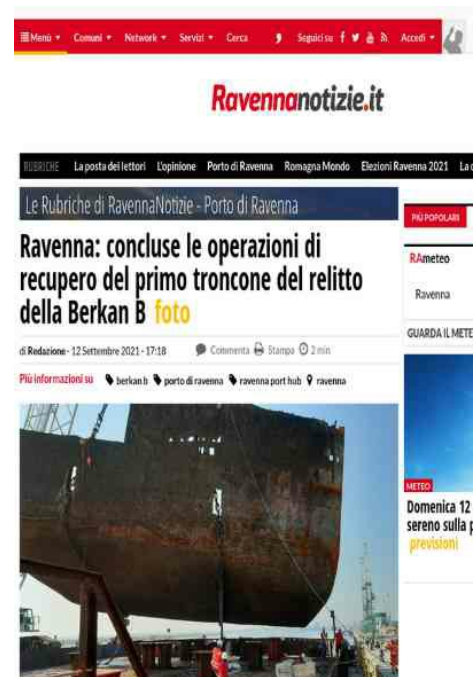 Menù Comuni Network Servizi Cerca Seguici su Accedi
Ravennanotizie.it
RUBRICHE La posta dei lettori L'opinione Porto di Ravenna Romagna Mondo Elezioni Ravenna 2021 La
Le Rubriche di RavennaNotizie - Porto di Ravenna
Ravenna: concluse le operazioni di
recupero del primo troncone del relitto
della Berkan B foto
di Redazione - 12 Settembre 2021 - 17:18 Commenta Stampa 2 min
Più informazioni su berkan b porto di ravenna ravenna port hub ravenna
PIÙ POPOLARI
RAmeteo
Ravenna
GUARDA IL METE
METEO
Domenica 12
sereno sulla p
previsioni